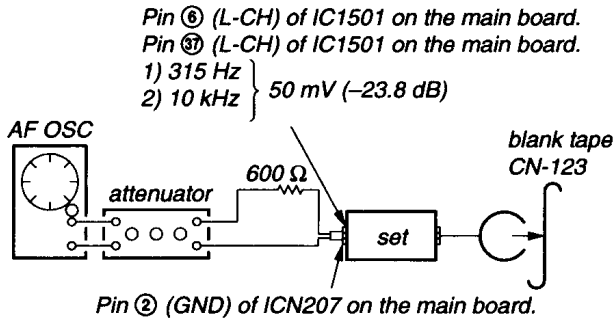 Pin ⑥ (L-CH) of IC1501 on the main board.
Pin ㊲ (L-CH) of IC1501 on the main board.
1) 315 Hz
2) 10 kHz
50 mV (–23.8 dB)
AF OSC
attenuator
600 Ω
set
blank tape
CN-123
Pin ② (GND) of ICN207 on the main board.